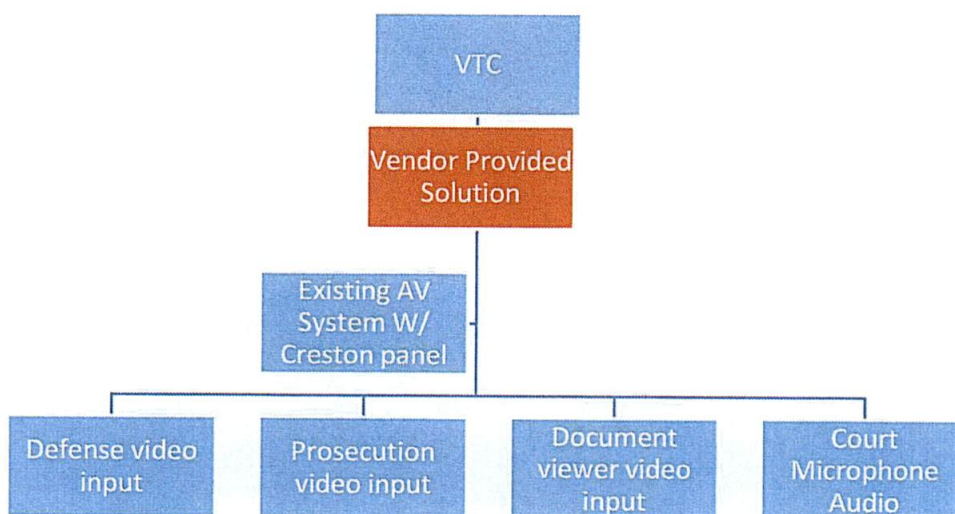 VTC
Vendor Provided
Solution
Existing AV
System W/
Creston panel
Defense video
input
Prosecution
video input
Document
viewer video
input
Court
Microphone
Audio